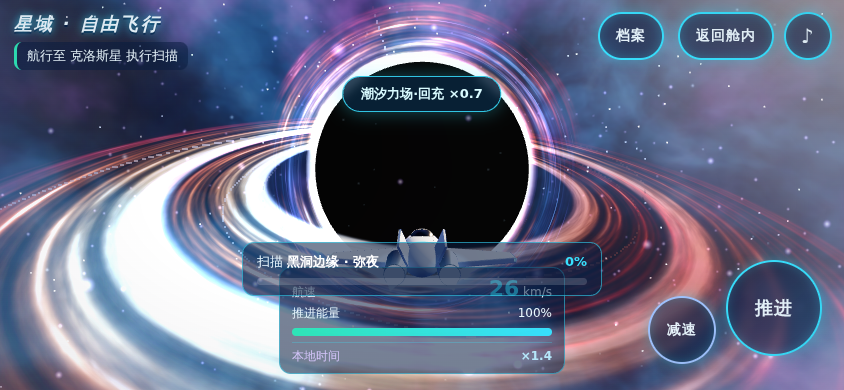 星域 · 自由飞行
航行至 克洛斯星 执行扫描
档案
返回舱内
♪
潮汐力场·回充 ×0.7
扫描 黑洞边缘 · 弥夜 0%
航速 26 km/s
推进能量 100%
本地时间 ×1.4
减速
推进